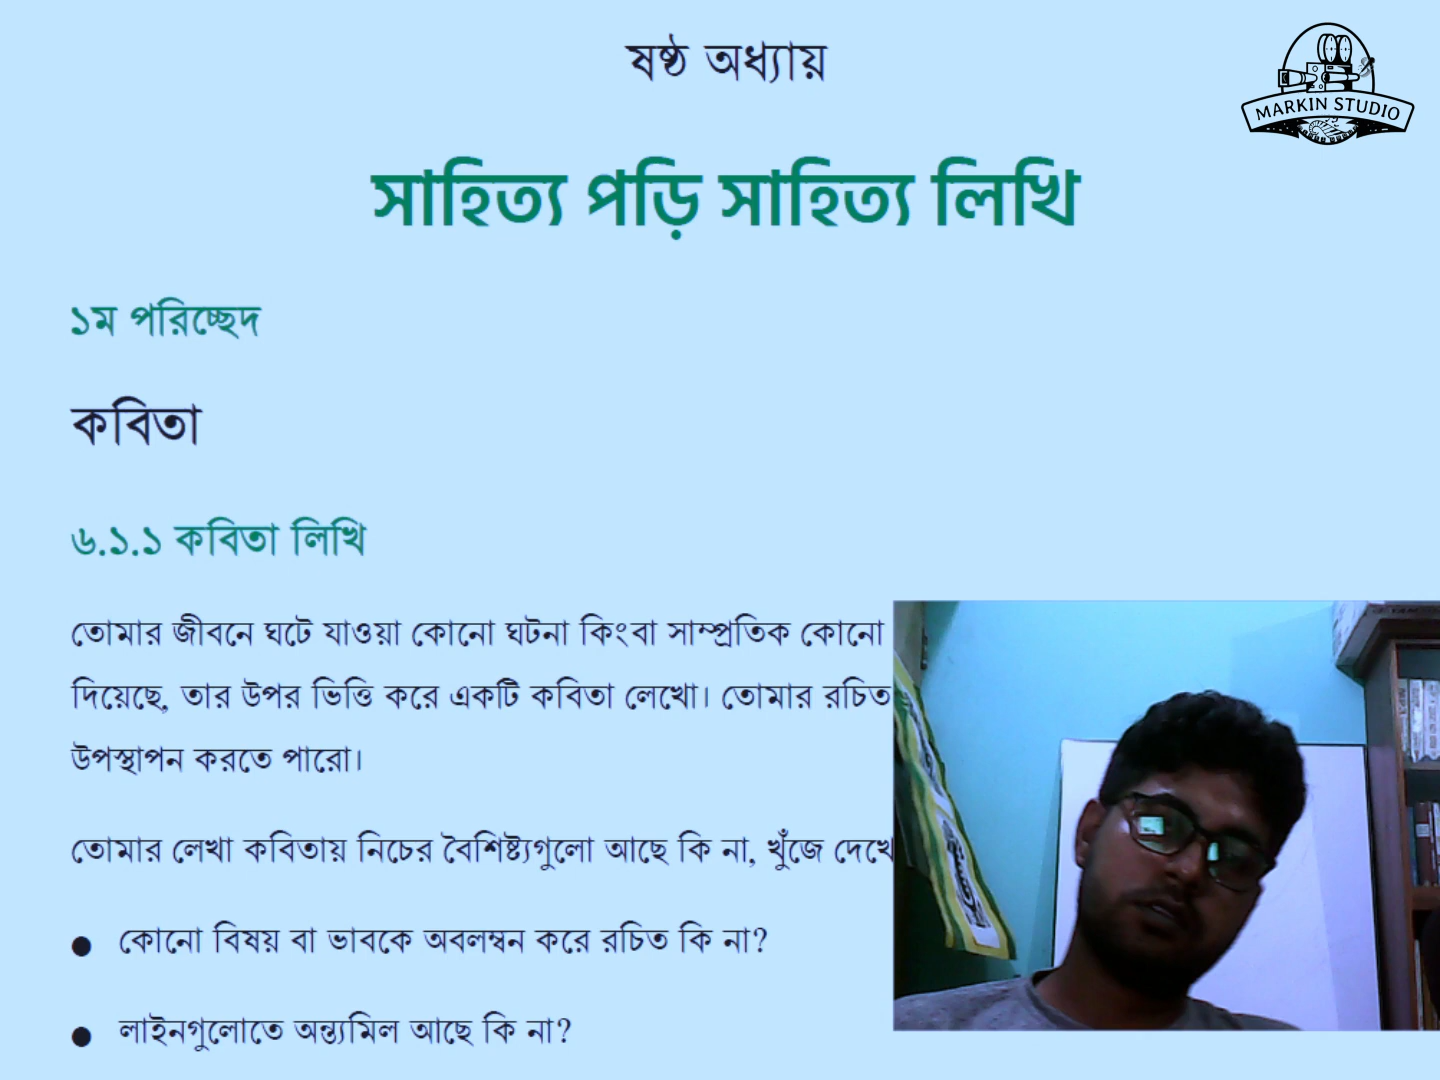 ষষ্ঠ অধ্যায়
MARKIN STUDIO
সাহিত্য পড়ি সাহিত্য লিখি
১ম পরিচ্ছেদ
কবিতা
৬.১.১ কবিতা লিখি
তোমার জীবনে ঘটে যাওয়া কোনো ঘটনা কিংবা সাম্প্রতিক কোনো
দিয়েছে, তার উপর ভিত্তি করে একটি কবিতা লেখো। তোমার রচিত
উপস্থাপন করতে পারো।
তোমার লেখা কবিতায় নিচের বৈশিষ্ট্যগুলো আছে কি না, খুঁজে দেখে
● কোনো বিষয় বা ভাবকে অবলম্বন করে রচিত কি না?
● লাইনগুলোতে অন্ত্যমিল আছে কি না?